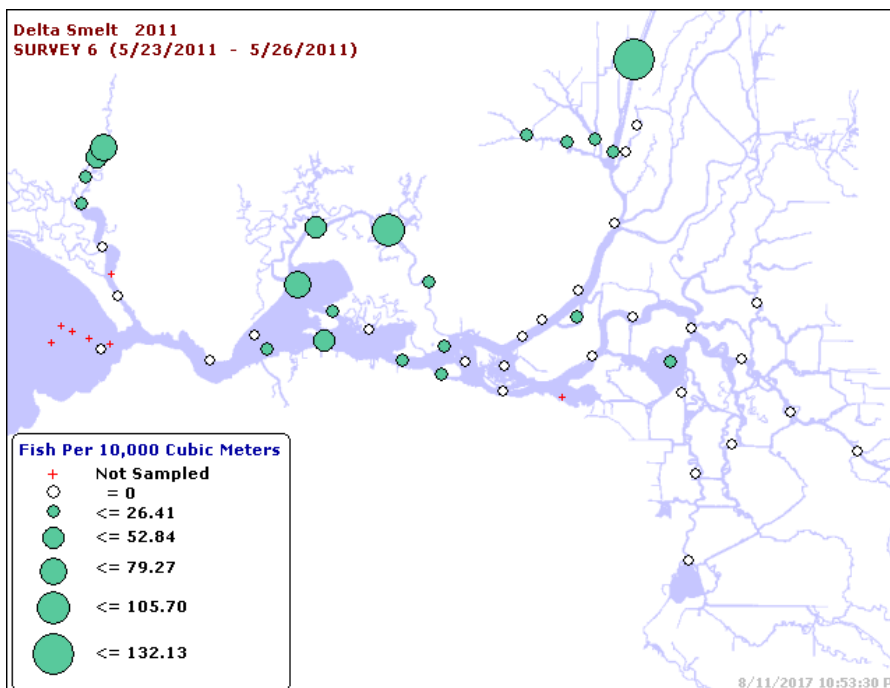 Delta Smelt 2011
SURVEY 6 (5/23/2011 - 5/26/2011)
Fish Per 10,000 Cubic Meters
Not Sampled
= 0
<= 26.41
<= 52.84
<= 79.27
<= 105.70
<= 132.13
8/11/2017 10:53:30 P